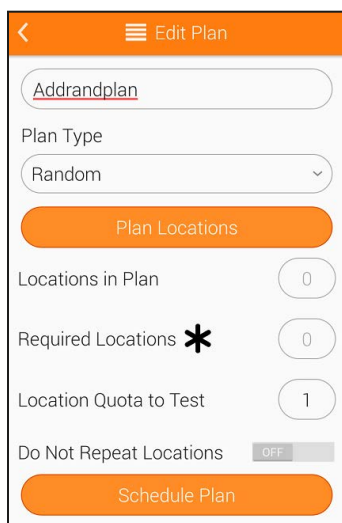 Edit Plan
Addrandplan
Plan Type
Random
Plan Locations
Locations in Plan 0
Required Locations * 0
Location Quota to Test 1
Do Not Repeat Locations OFF
Schedule Plan